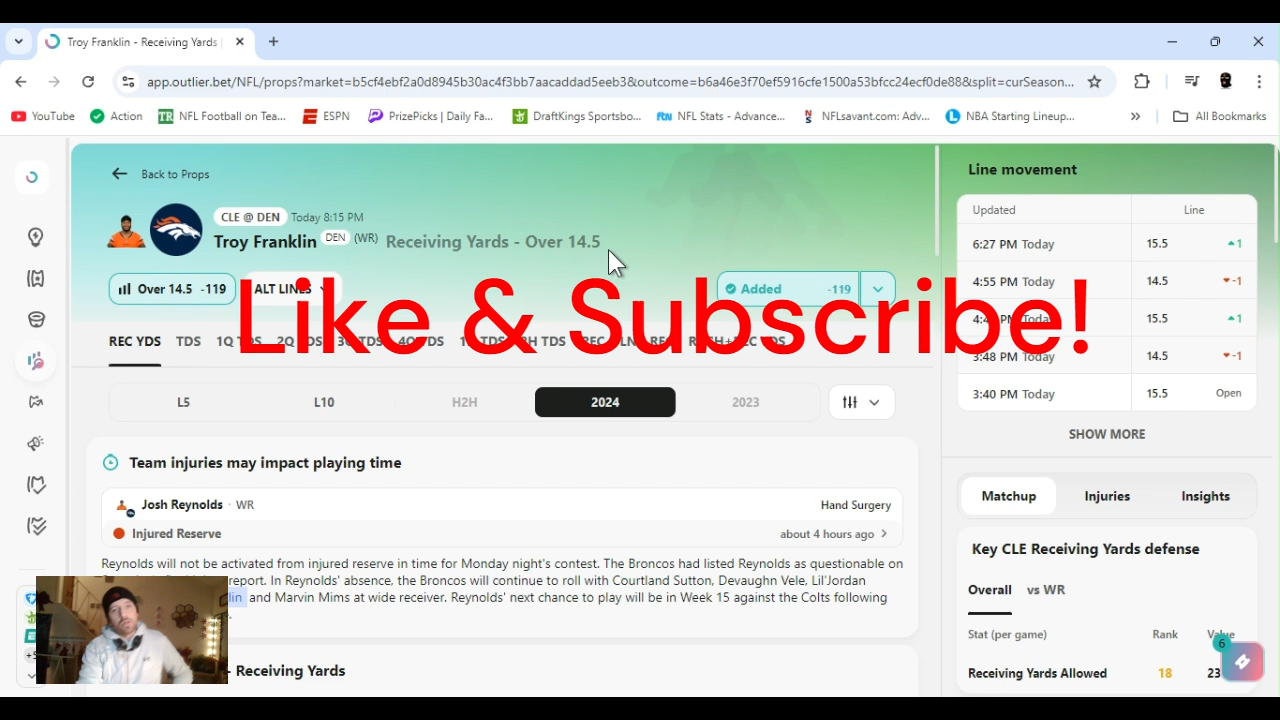 Troy Franklin - Receiving Yards
app.outlier.bet/NFL/props?market=b5cf4ebf2a0d8945b30ac4f3bb7aacaddad5eeb3&outcome=b6a46e3f70ef5916cfe1500a53bfcc24ecf0de88&split=curSeason...
YouTube Action NFL Football on Tea... ESPN PrizePicks | Daily Fa... DraftKings Sportsbo... NFL Stats - Advance... NFLsavant.com: Adv... NBA Starting Lineup... » All Bookmarks
Back to Props
CLE @ DEN Today 8:15 PM
Troy Franklin DEN (WR) Receiving Yards - Over 14.5
Over 14.5 -119 ALT LINES Added -119
Like & Subscribe!
REC YDS TDS
L5 L10 H2H 2024 2023
Team injuries may impact playing time
Josh Reynolds · WR Hand Surgery
Injured Reserve about 4 hours ago
Reynolds will not be activated from injured reserve in time for Monday night's contest. The Broncos had listed Reynolds as questionable on
report. In Reynolds' absence, the Broncos will continue to roll with Courtland Sutton, Devaughn Vele, Lil'Jordan
lin and Marvin Mims at wide receiver. Reynolds' next chance to play will be in Week 15 against the Colts following
- Receiving Yards
Line movement
Updated Line
6:27 PM Today 15.5 1
4:55 PM Today 14.5 -1
PM Today 15.5 1
3:48 PM Today 14.5 -1
3:40 PM Today 15.5 Open
SHOW MORE
Matchup Injuries Insights
Key CLE Receiving Yards defense
Overall vs WR
Stat (per game) Rank Value
Receiving Yards Allowed 18 23
6